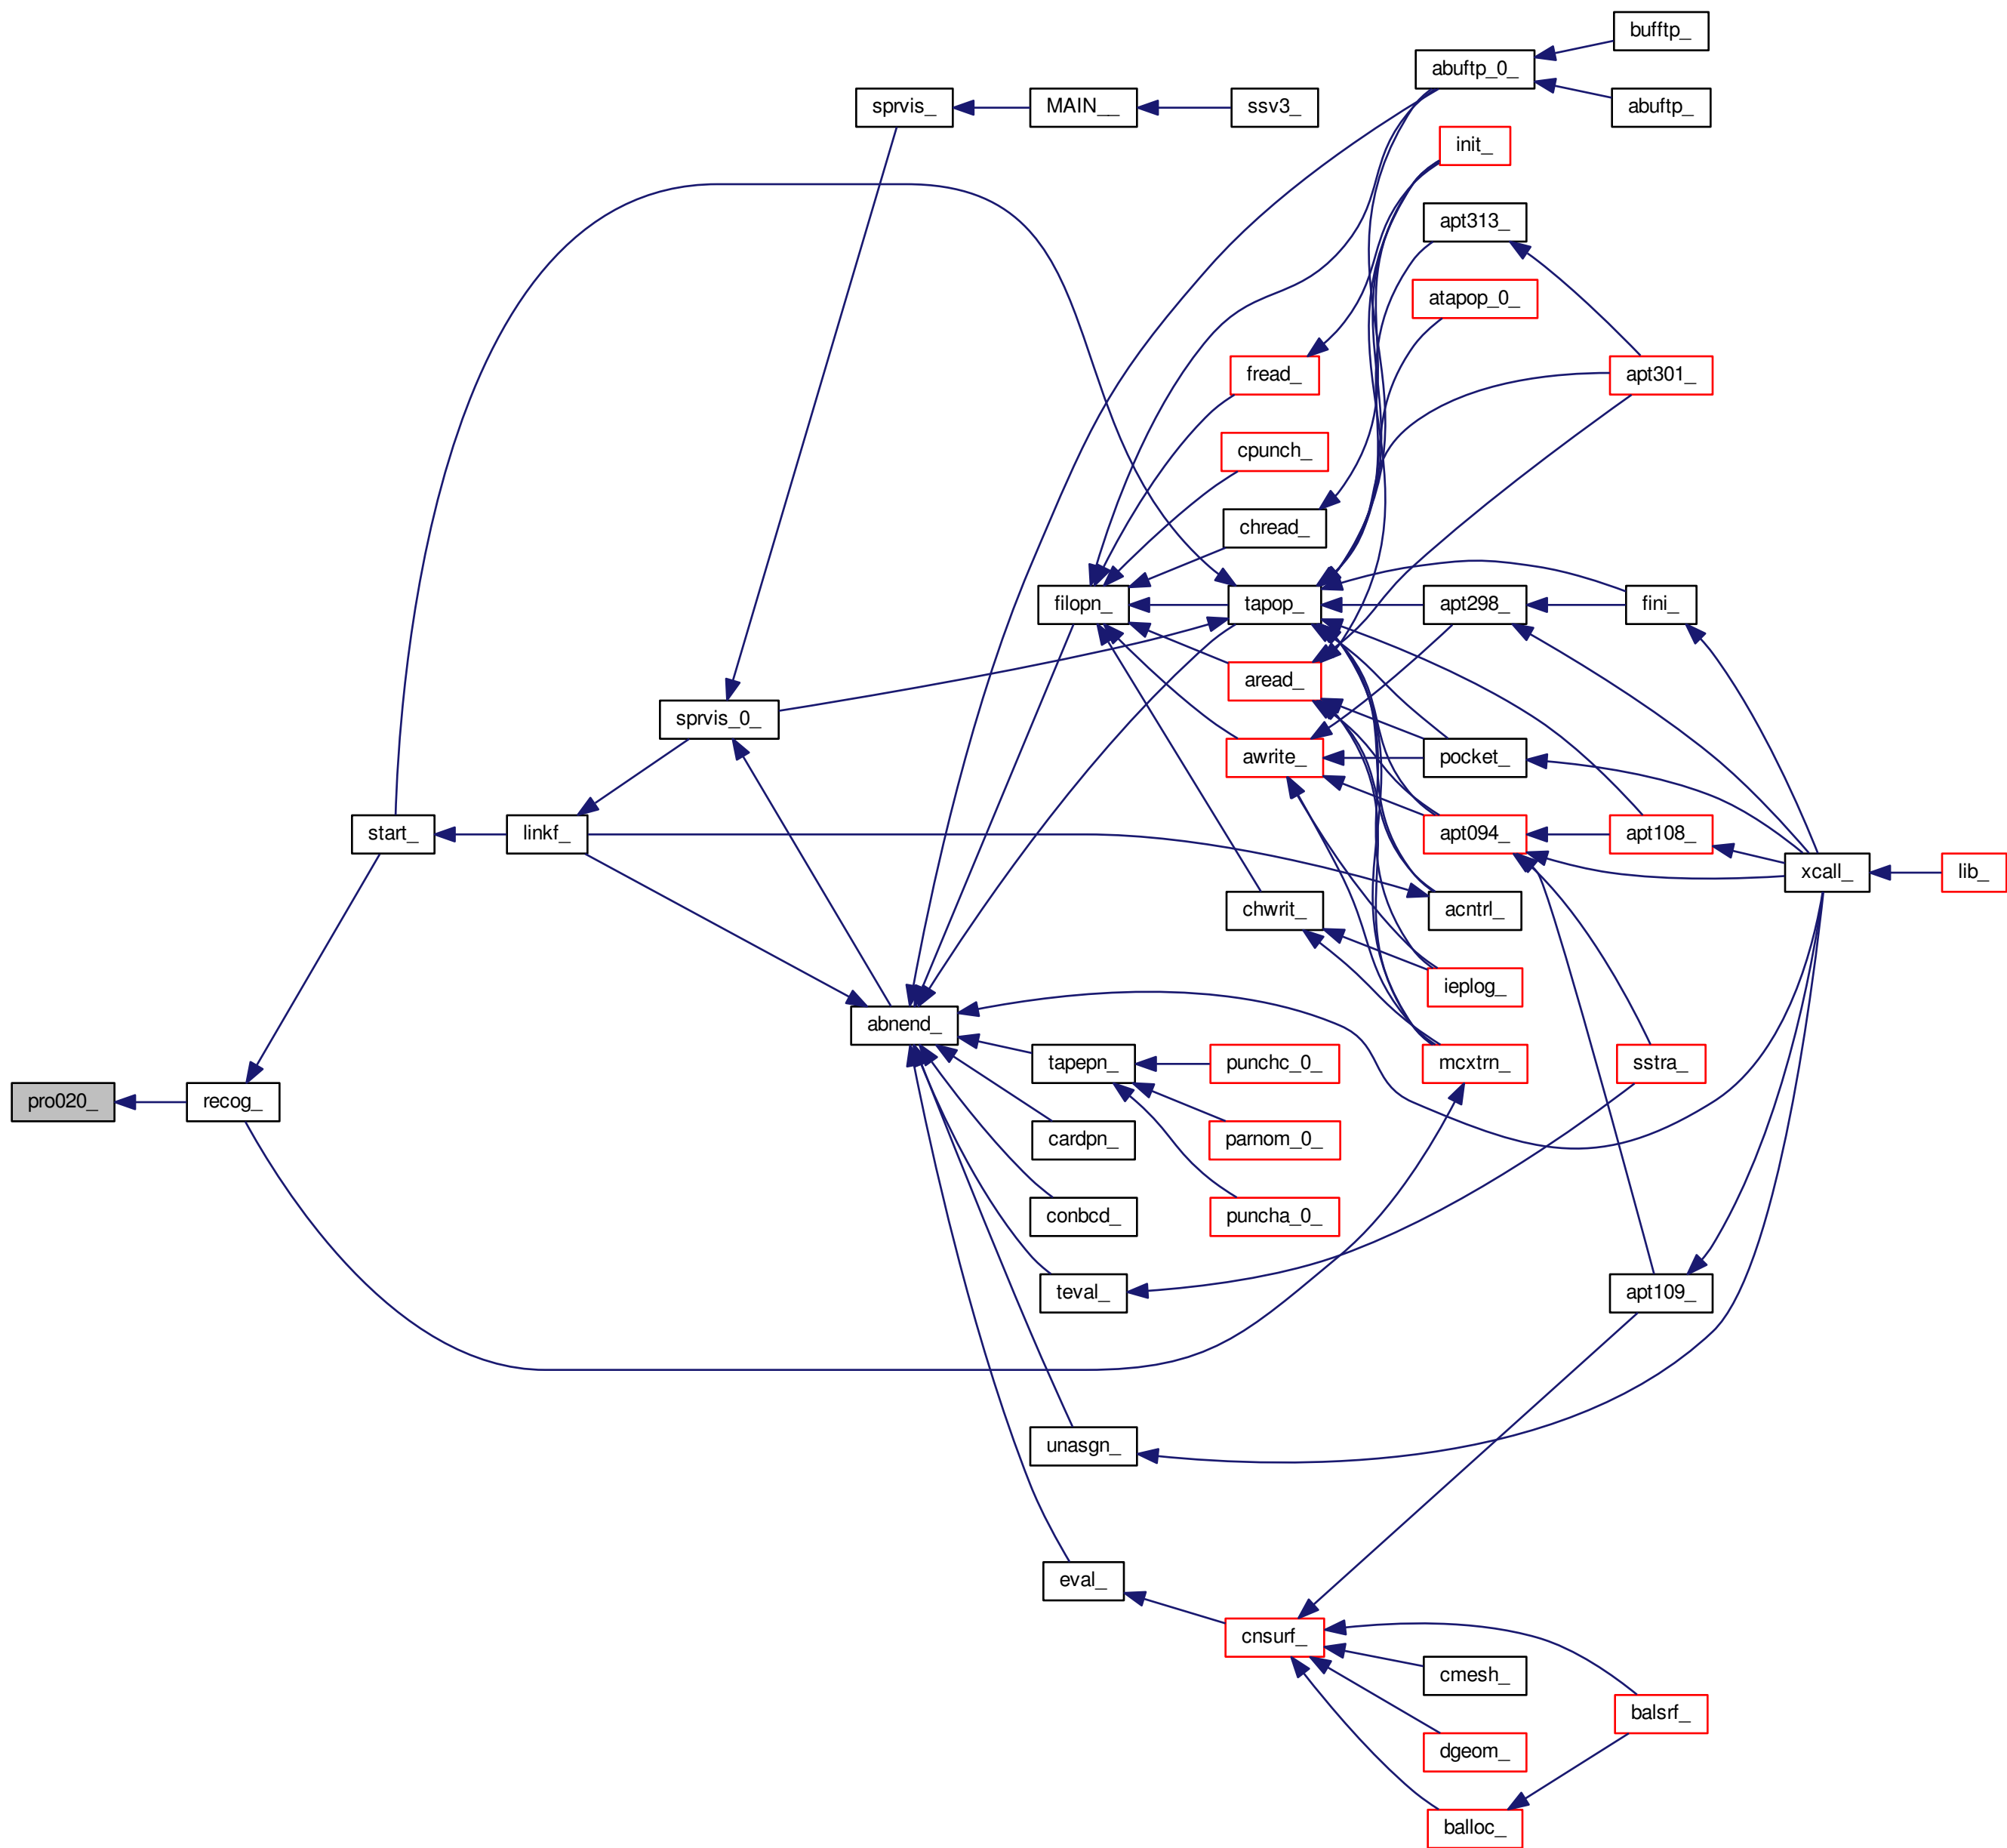 bufftp_
abuftp_0_
sprvis_
MAIN__
ssv3_
abuftp_
init_
apt313_
atapop_0_
fread_
apt301_
cpunch_
chread_
filopn_
tapop_
apt298_
fini_
aread_
sprvis_0_
awrite_
pocket_
start_
linkf_
apt094_
apt108_
xcall_
lib_
chwrit_
acntrl_
ieplog_
abnend_
tapepn_
punchc_0_
mcxtrn_
sstra_
pro020_
recog_
cardpn_
parnom_0_
conbcd_
puncha_0_
teval_
apt109_
unasgn_
eval_
cnsurf_
cmesh_
balsrf_
dgeom_
balloc_